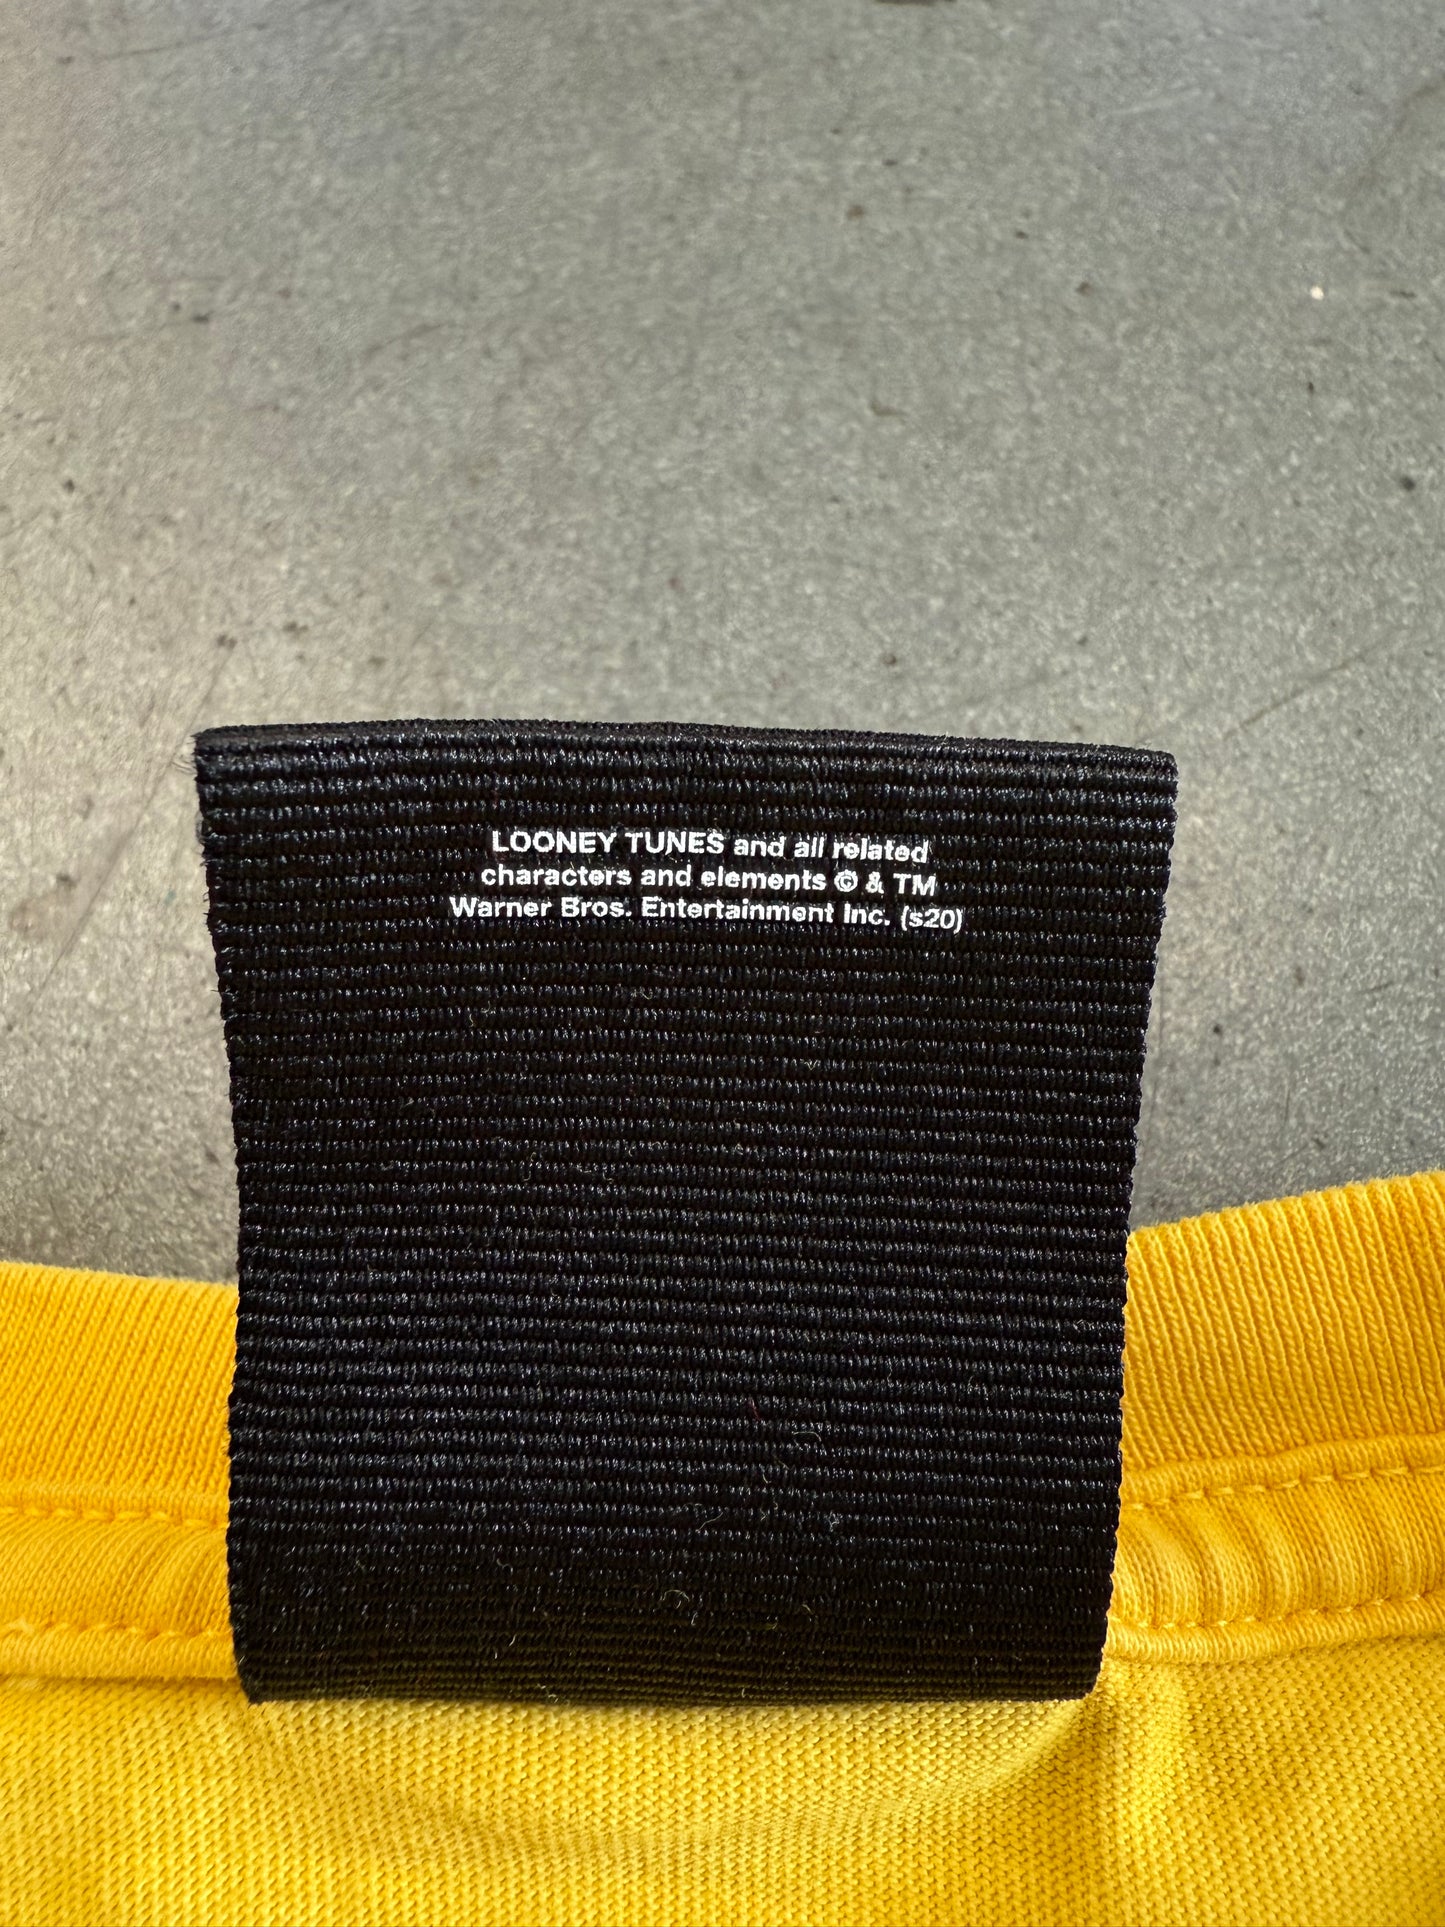 LOONEY TUNES and all related
characters and elements © & TM
Warner Bros. Entertainment Inc. (s20)